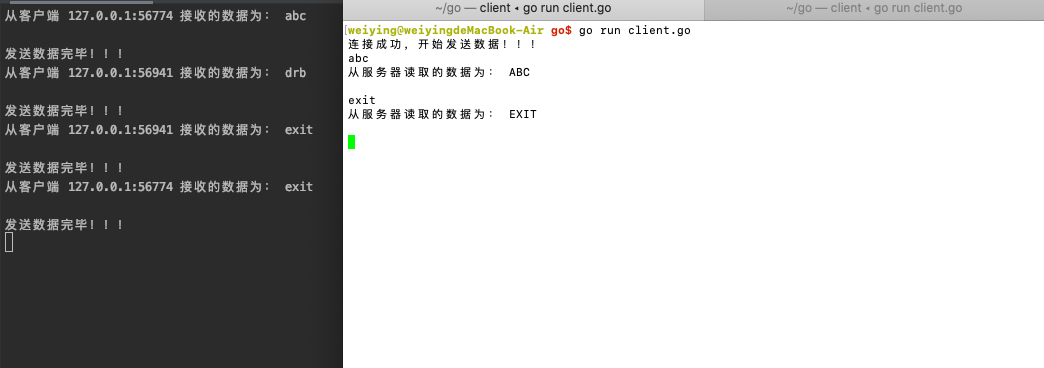 从客户端 127.0.0.1:56774 接收的数据为： abc
发送数据完毕！！！
从客户端 127.0.0.1:56941 接收的数据为： drb
发送数据完毕！！！
从客户端 127.0.0.1:56941 接收的数据为： exit
发送数据完毕！！！
从客户端 127.0.0.1:56774 接收的数据为： exit
发送数据完毕！！！
~/go — client ◂ go run client.go
~/go — client ◂ go run client.go
[weiying@weiyingdeMacBook-Air go$ go run client.go
连接成功，开始发送数据！！！
abc
从服务器读取的数据为： ABC
exit
从服务器读取的数据为： EXIT